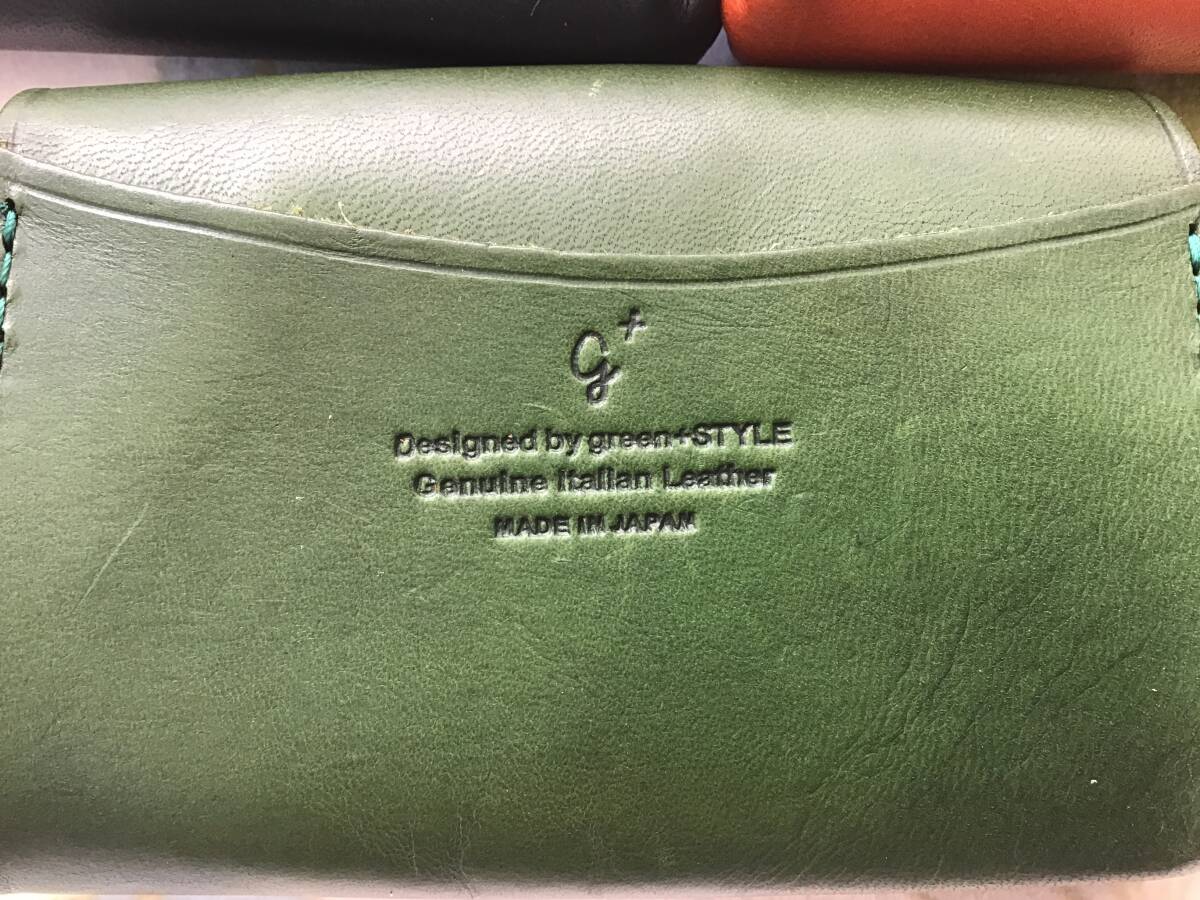 g+
Designed by green+STYLE
Genuine Italian Leather
MADE IN JAPAN